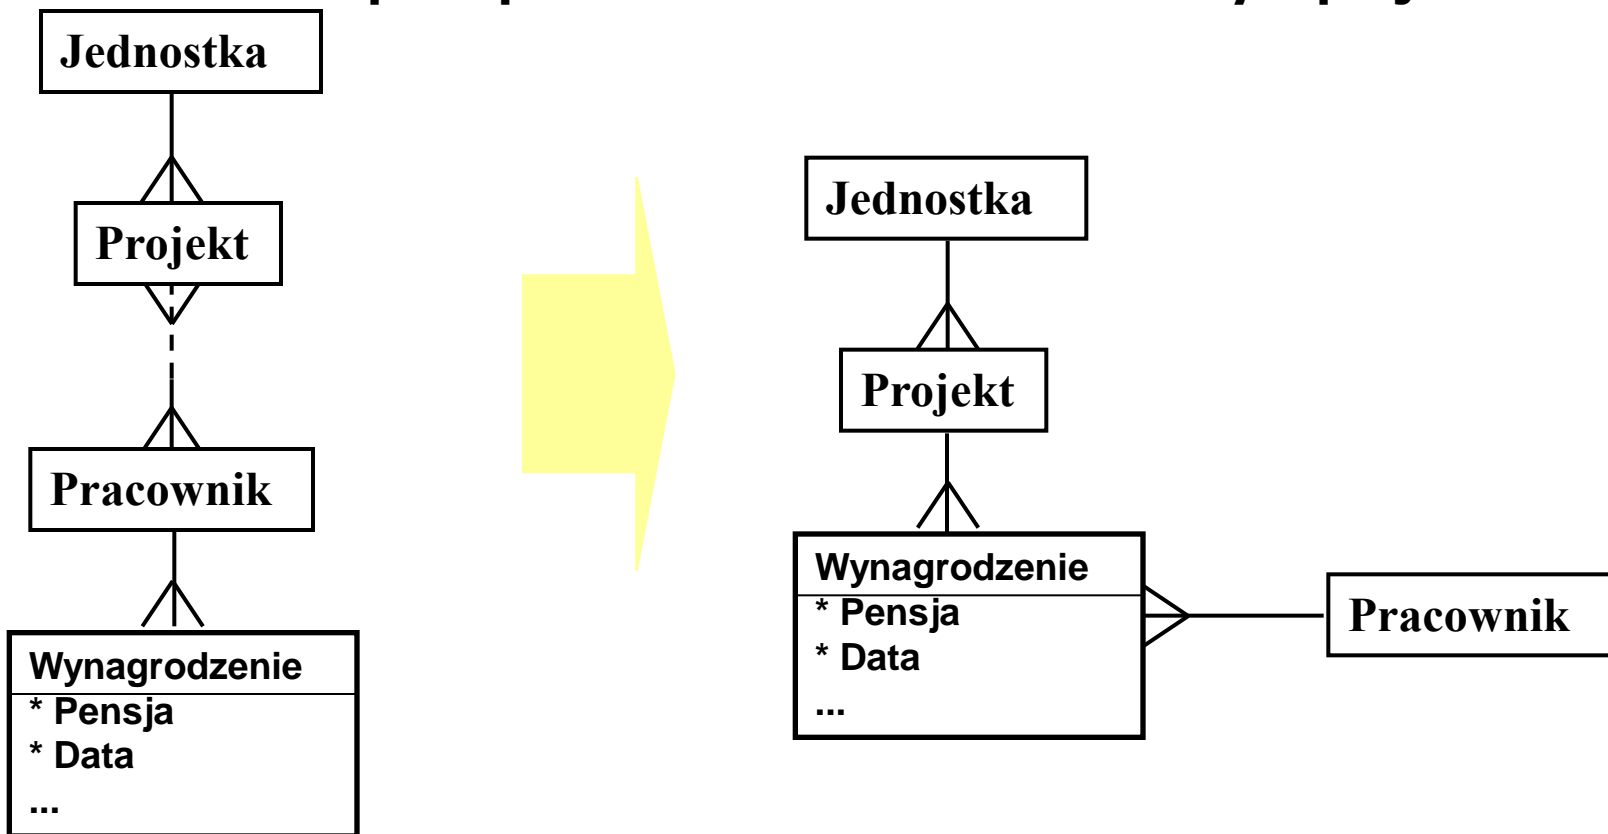 Jednostka
Projekt
Pracownik
Wynagrodzenie
* Pensja
* Data
...
Jednostka
Projekt
Wynagrodzenie
* Pensja
* Data
...
Pracownik